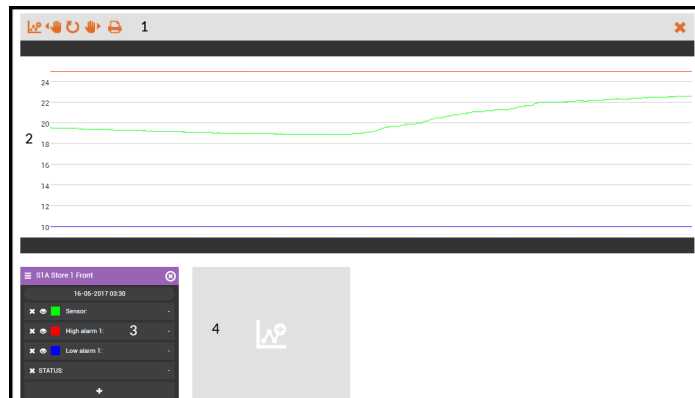 1
24
22
20
2
18
16
14
12
10
S1A Store 1 Front
16-05-2017 03:30
Sensor: -
High alarm 1: 3 -
Low alarm 1: -
STATUS: -
4